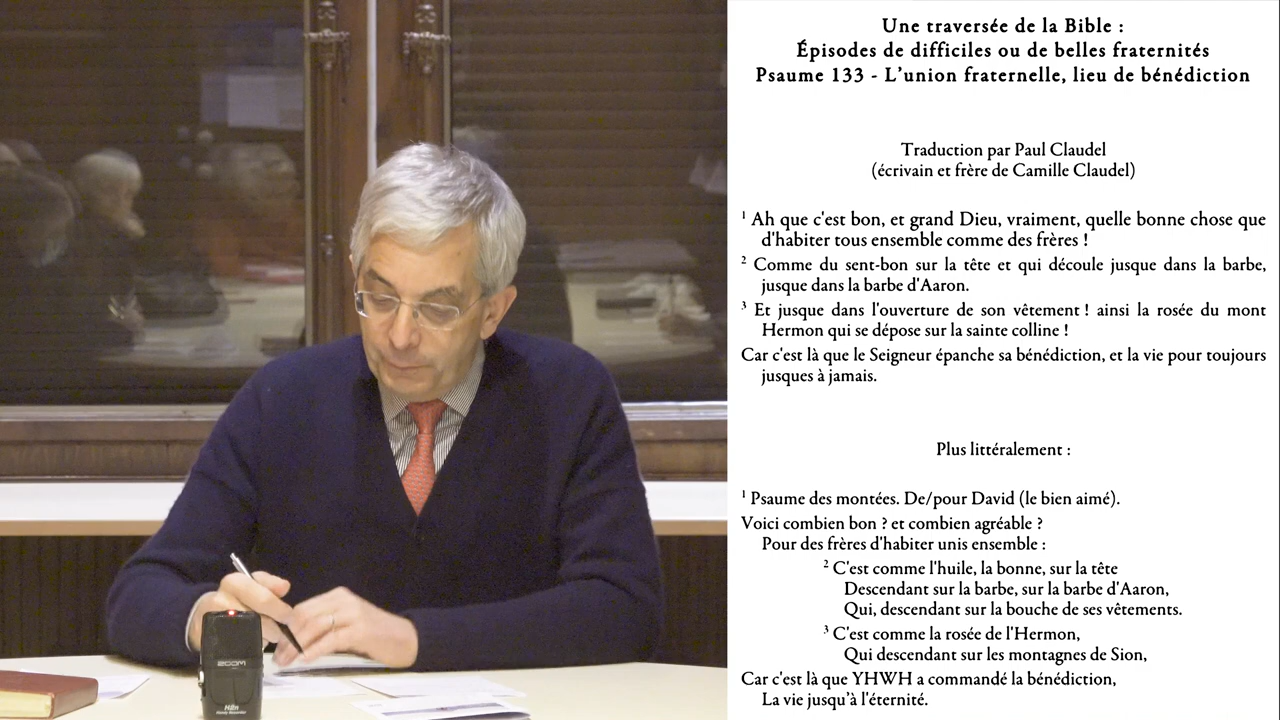 Une traversée de la Bible :
Épisodes de difficiles ou de belles fraternités
Psaume 133 - L'union fraternelle, lieu de bénédiction
Traduction par Paul Claudel
(écrivain et frère de Camille Claudel)
1 Ah que c'est bon, et grand Dieu, vraiment, quelle bonne chose que
d'habiter tous ensemble comme des frères !
2 Comme du sent-bon sur la tête et qui découle jusque dans la barbe,
jusque dans la barbe d'Aaron.
3 Et jusque dans l'ouverture de son vêtement ! ainsi la rosée du mont
Hermon qui se dépose sur la sainte colline !
Car c'est là que le Seigneur épanche sa bénédiction, et la vie pour toujours
jusques à jamais.
Plus littéralement :
1 Psaume des montées. De/pour David (le bien aimé).
Voici combien bon ? et combien agréable ?
Pour des frères d'habiter unis ensemble :
2 C'est comme l'huile, la bonne, sur la tête
Descendant sur la barbe, sur la barbe d'Aaron,
Qui, descendant sur la bouche de ses vêtements.
3 C'est comme la rosée de l'Hermon,
Qui descendant sur les montagnes de Sion,
Car c'est là que YHWH a commandé la bénédiction,
La vie jusqu'à l'éternité.
zoom
H2n